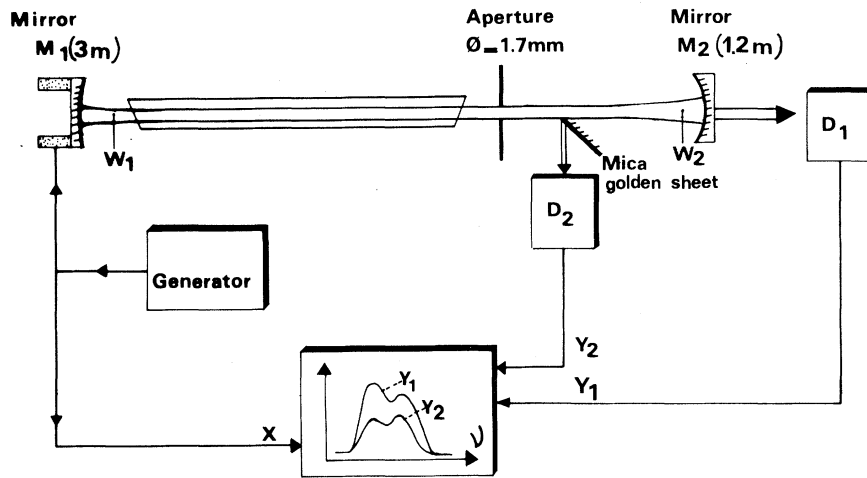 Mirror
M₁(3m)
Aperture
Ø=1.7mm
Mirror
M₂(1.2m)
W₁
W₂
D₁
Mica
golden sheet
D₂
Generator
Y₂
Y₁
Y₁
Y₂
X
ν